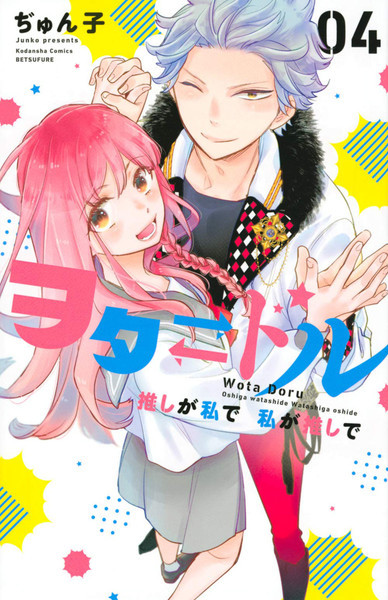 ぢゅん子
Junko presents
Kodansha Comics
BETSUFURE
04
ヲタ⇄ドル
Wota Doru
Oshiga watashide Watashiga oshide
推しが私で 私が推しで